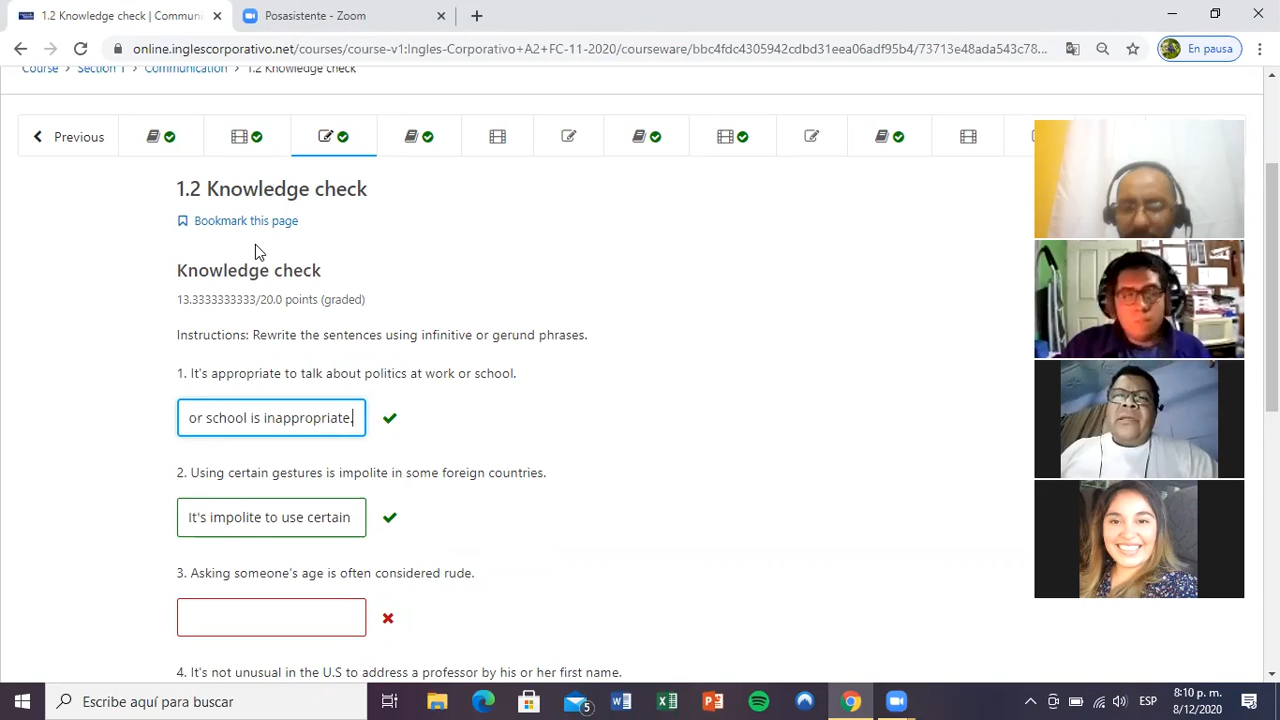 1.2 Knowledge check | Commun
Posasistente - Zoom
online.inglescorporativo.net/courses/course-v1:Ingles-Corporativo+A2+FC-11-2020/courseware/bbc4fdc4305942cdbd31eea06adf95d4/73713e48ada543c78...
En pausa
Course > Section 1 > Communication > 1.2 Knowledge check
Previous
1.2 Knowledge check
Bookmark this page
Knowledge check
13.3333333333/20.0 points (graded)
Instructions: Rewrite the sentences using infinitive or gerund phrases.
1. It's appropriate to talk about politics at work or school.
or school is inappropriate.
2. Using certain gestures is impolite in some foreign countries.
It's impolite to use certain
3. Asking someone's age is often considered rude.
4. It's not unusual in the U.S to address a professor by his or her first name.
Escribe aquí para buscar
5
ESP
8:10 p. m.
8/12/2020